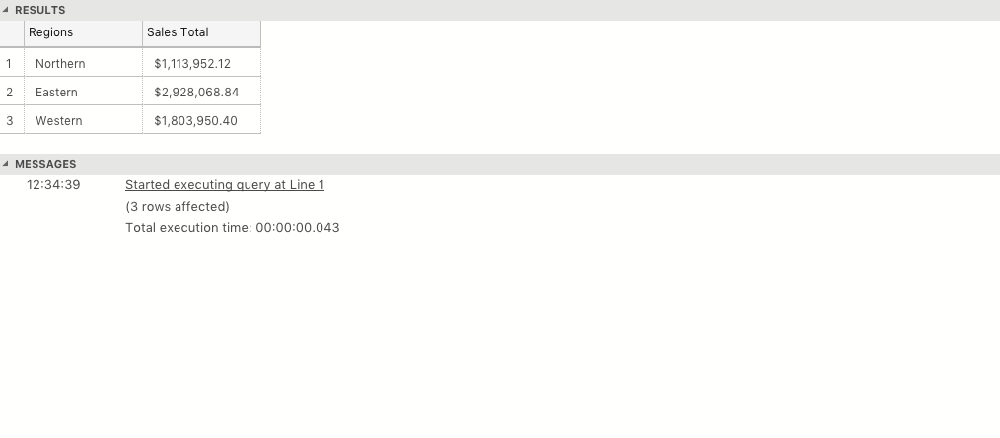 RESULTS
Regions Sales Total
1 Northern $1,113,952.12
2 Eastern $2,928,068.84
3 Western $1,803,950.40
MESSAGES
12:34:39 Started executing query at Line 1
(3 rows affected)
Total execution time: 00:00:00.043